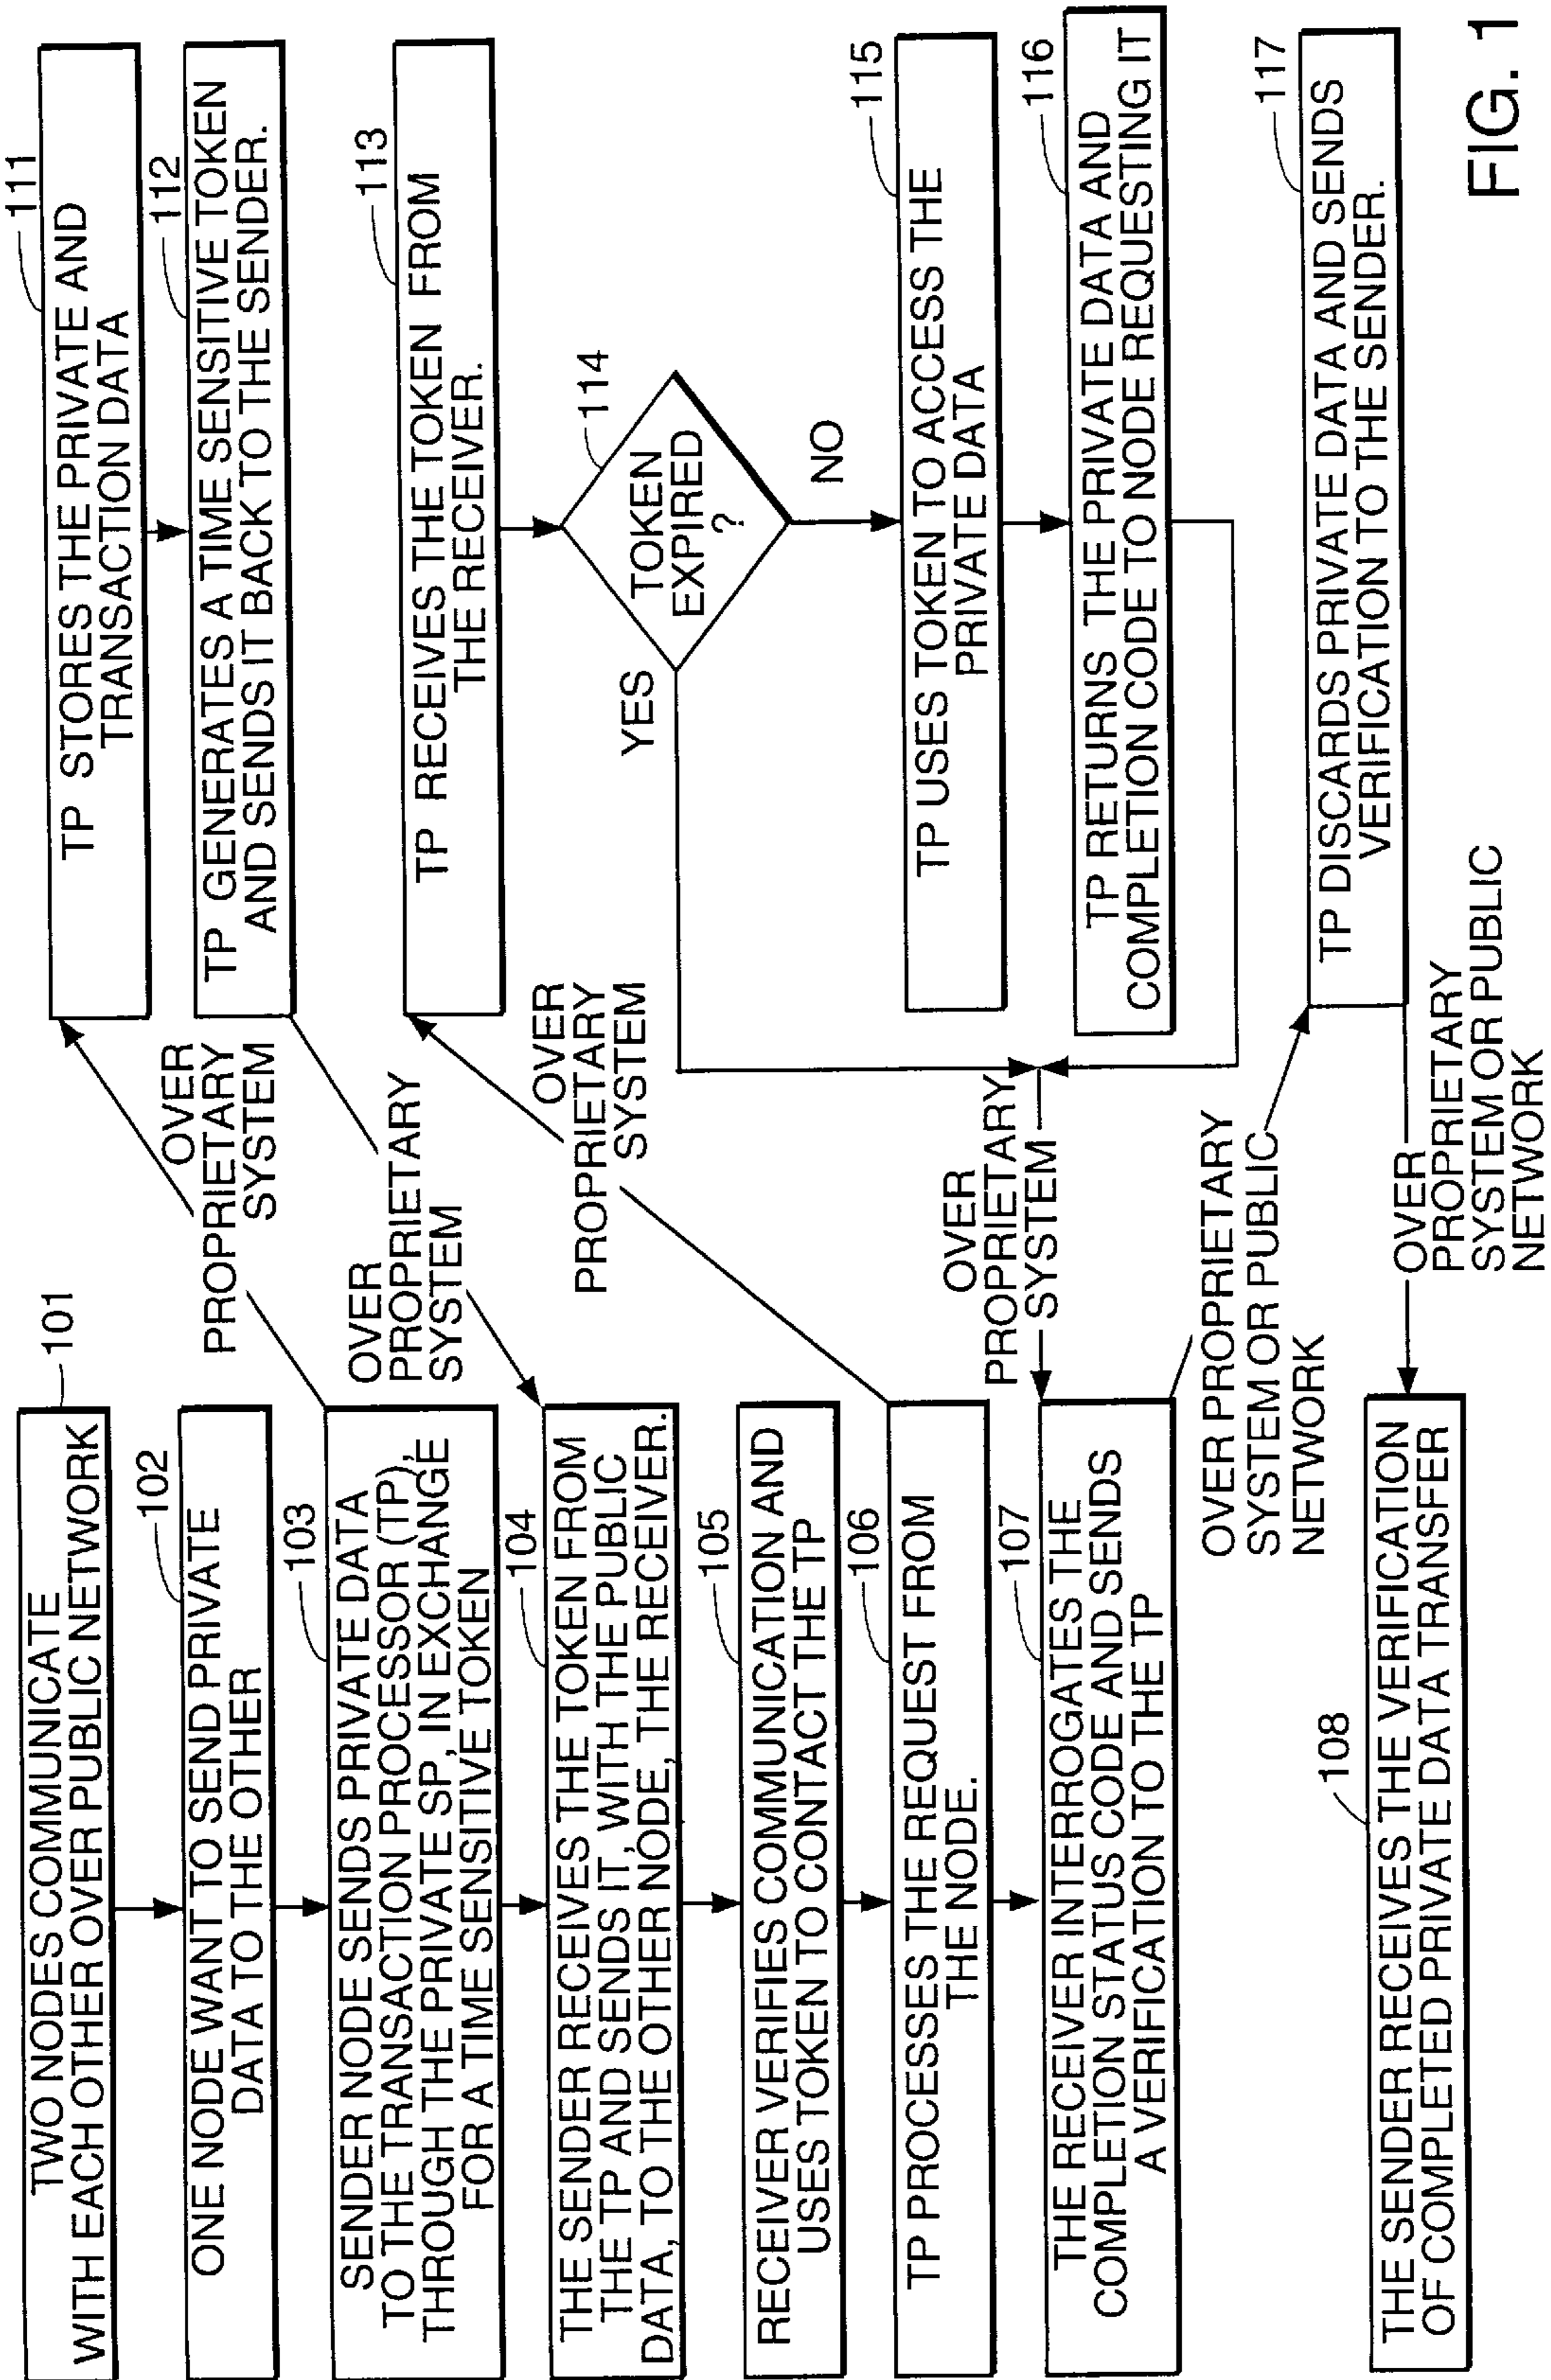 TWO NODES COMMUNICATE
WITH EACH OTHER OVER PUBLIC NETWORK
101
ONE NODE WANT TO SEND PRIVATE
DATA TO THE OTHER
102
SENDER NODE SENDS PRIVATE DATA
TO THE TRANSACTION PROCESSOR (TP),
THROUGH THE PRIVATE SP, IN EXCHANGE
FOR A TIME SENSITIVE TOKEN
103
THE SENDER RECEIVES THE TOKEN FROM
THE TP AND SENDS IT, WITH THE PUBLIC
DATA, TO THE OTHER NODE, THE RECEIVER.
104
RECEIVER VERIFIES COMMUNICATION AND
USES TOKEN TO CONTACT THE TP
105
TP PROCESSES THE REQUEST FROM
THE NODE.
106
THE RECEIVER INTERROGATES THE
COMPLETION STATUS CODE AND SENDS
A VERIFICATION TO THE TP
107
THE SENDER RECEIVES THE VERIFICATION
OF COMPLETED PRIVATE DATA TRANSFER
108
OVER
PROPRIETARY
SYSTEM
OVER
PROPRIETARY
SYSTEM
OVER
PROPRIETARY
SYSTEM
OVER
PROPRIETARY
SYSTEM
OVER PROPRIETARY
SYSTEM OR PUBLIC
NETWORK
OVER
PROPRIETARY
SYSTEM OR PUBLIC
NETWORK
TP STORES THE PRIVATE AND
TRANSACTION DATA
111
TP GENERATES A TIME SENSITIVE TOKEN
AND SENDS IT BACK TO THE SENDER.
112
TP RECEIVES THE TOKEN FROM
THE RECEIVER.
113
TOKEN
EXPIRED
?
114
YES
NO
TP USES TOKEN TO ACCESS THE
PRIVATE DATA
115
TP RETURNS THE PRIVATE DATA AND
COMPLETION CODE TO NODE REQUESTING IT
116
TP DISCARDS PRIVATE DATA AND SENDS
VERIFICATION TO THE SENDER.
117
FIG. 1